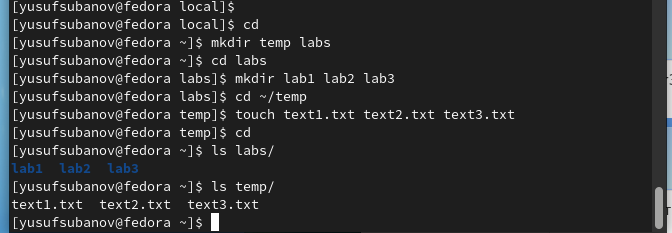 [yusufsubanov@fedora local]$
[yusufsubanov@fedora local]$ cd
[yusufsubanov@fedora ~]$ mkdir temp labs
[yusufsubanov@fedora ~]$ cd labs
[yusufsubanov@fedora labs]$ mkdir lab1 lab2 lab3
[yusufsubanov@fedora labs]$ cd ~/temp
[yusufsubanov@fedora temp]$ touch text1.txt text2.txt text3.txt
[yusufsubanov@fedora temp]$ cd
[yusufsubanov@fedora ~]$ ls labs/
lab1  lab2  lab3
[yusufsubanov@fedora ~]$ ls temp/
text1.txt  text2.txt  text3.txt
[yusufsubanov@fedora ~]$